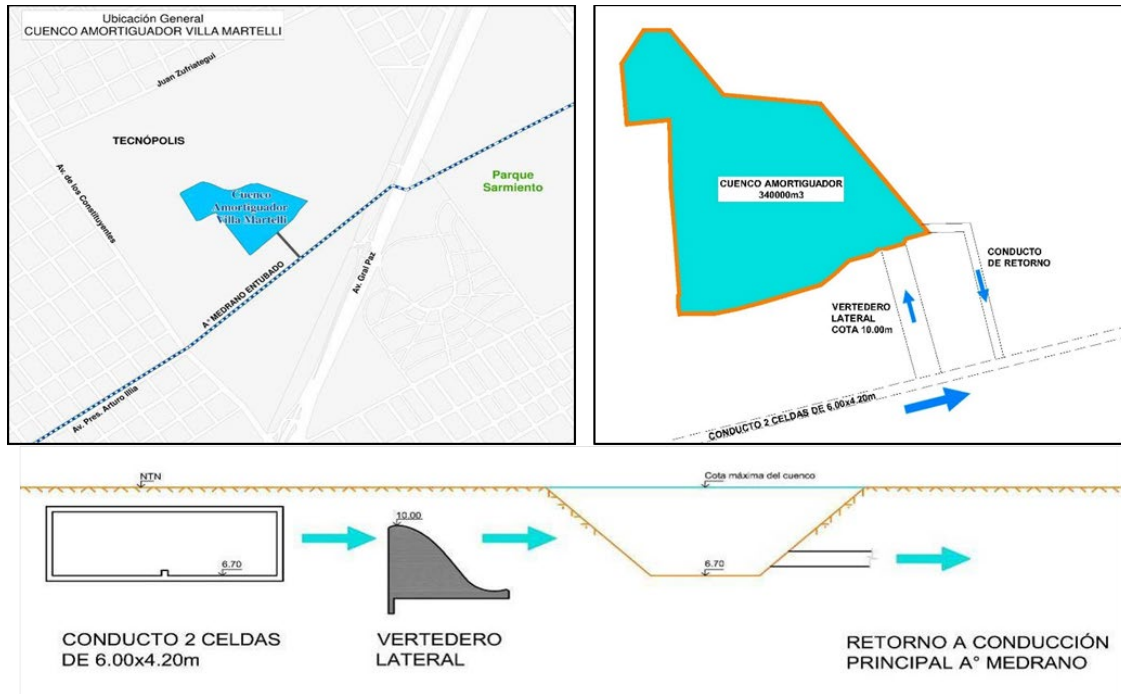 Ubicación General
CUENCO AMORTIGUADOR VILLA MARTELLI
Juan Zufriategui
TECNÓPOLIS
Av. de los Constituyentes
Cuenco
Amortiguador
Villa Martelli
Parque
Sarmiento
A° MEDRANO ENTUBADO
Av. Gral Paz
Av. Pres. Arturo Illia
CUENCO AMORTIGUADOR
340000m3
CONDUCTO
DE RETORNO
VERTEDERO
LATERAL
COTA 10.00m
CONDUCTO 2 CELDAS DE 6.00x4.20m
NTN
Cota máxima del cuenco
10.00
6.70
6.70
CONDUCTO 2 CELDAS
DE 6.00x4.20m
VERTEDERO
LATERAL
RETORNO A CONDUCCIÓN
PRINCIPAL A° MEDRANO